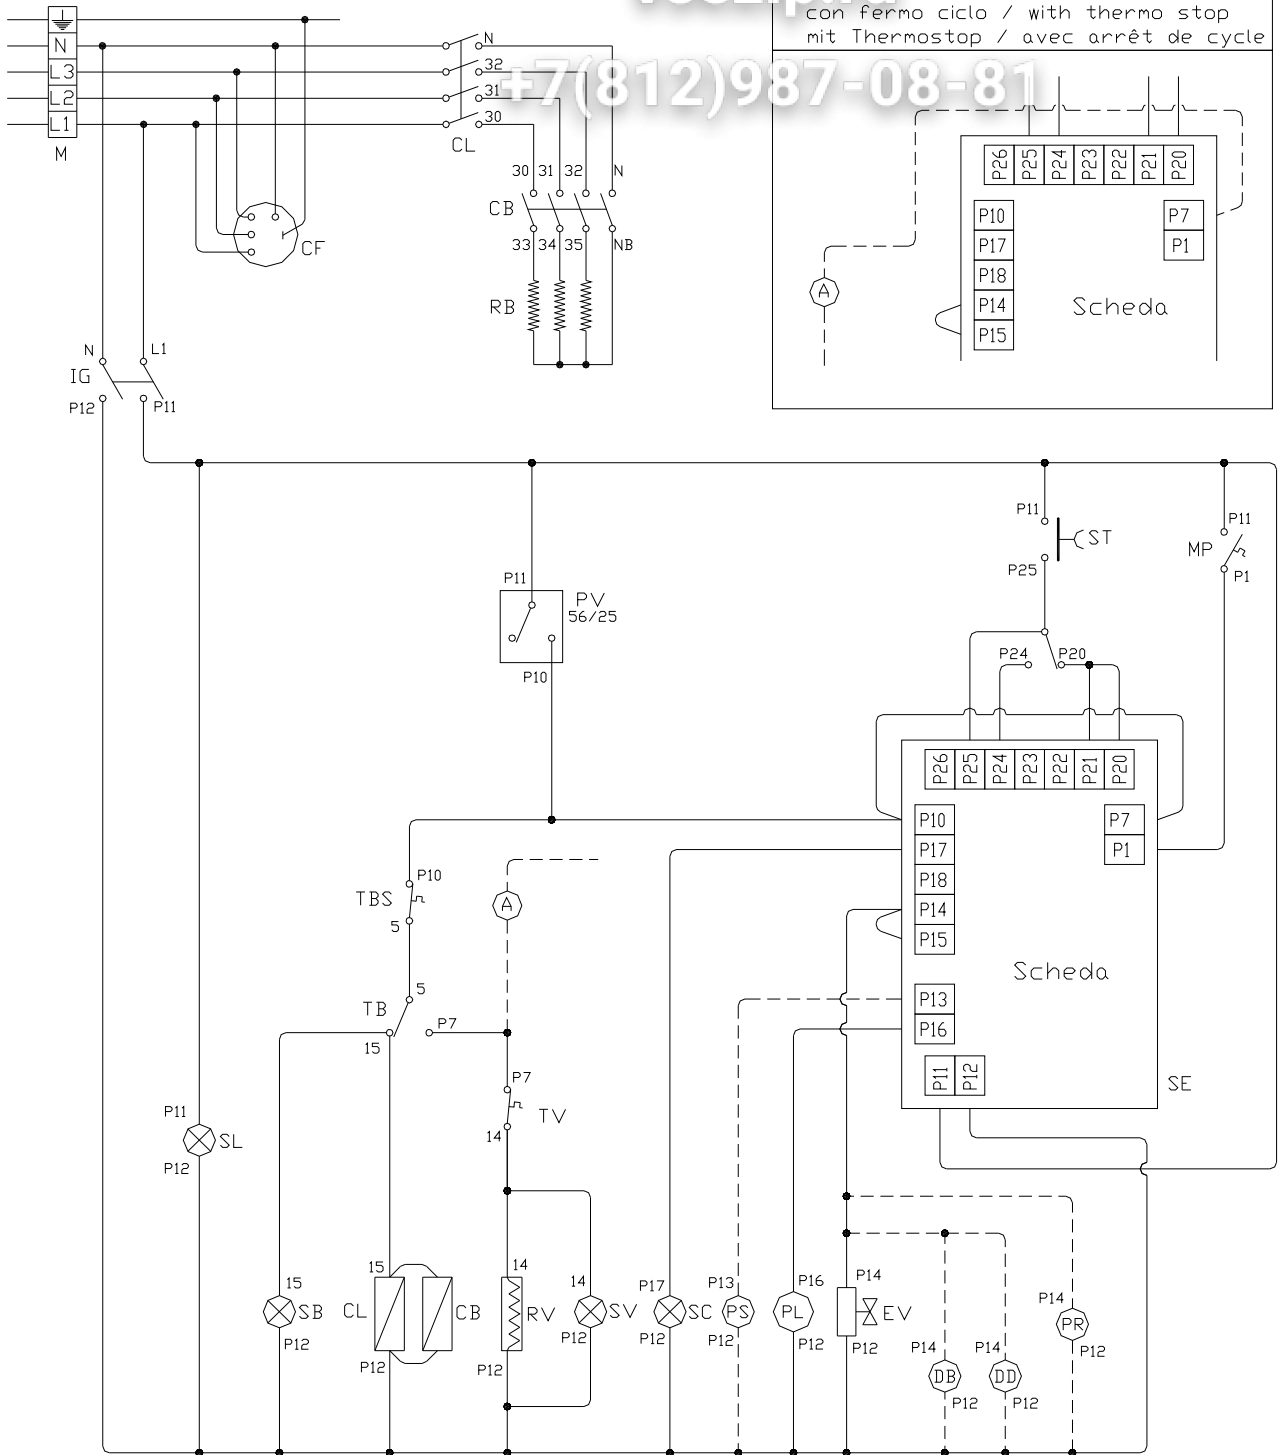 con fermo ciclo / with thermo stop
mit Thermostop / avec arrêt de cycle
+7(812)987-08-81
N
L3
L2
L1
M
N
32
31
30
CL
30 31 32 N
CB
33 34 35 NB
RB
CF
P26 P25 P24 P23 P22 P21 P20
P10
P17
P18
P14
P15
P7
P1
Scheda
A
N L1
IG
P12 P11
P11
ST
P25
P11
MP
P1
P11
PV
56/25
P10
P24 P20
P26 P25 P24 P23 P22 P21 P20
P10
P17
P18
P14
P15
P13
P16
P11 P12
P7
P1
Scheda
SE
P10
TBS
5
A
5
TB
15
P7
P7
TV
14
P11
SL
P12
15
SB
P12
15
CL
CB
P12
14
RV
P12
14
SV
P12
P17
SC
P12
P13
PS
P12
P16
PL
P12
P14
EV
P12
P14
DB
P12
P14
DD
P12
P14
PR
P12